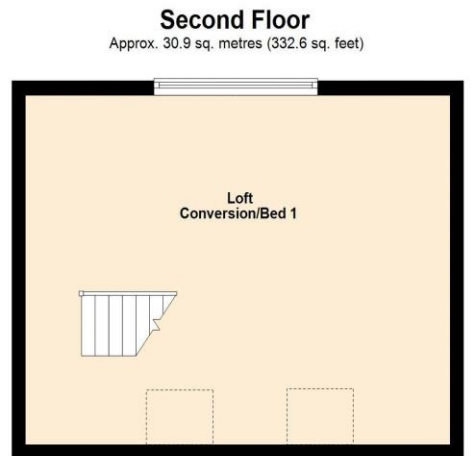 Second Floor
Approx. 30.9 sq. metres (332.6 sq. feet)
Loft
Conversion/Bed 1